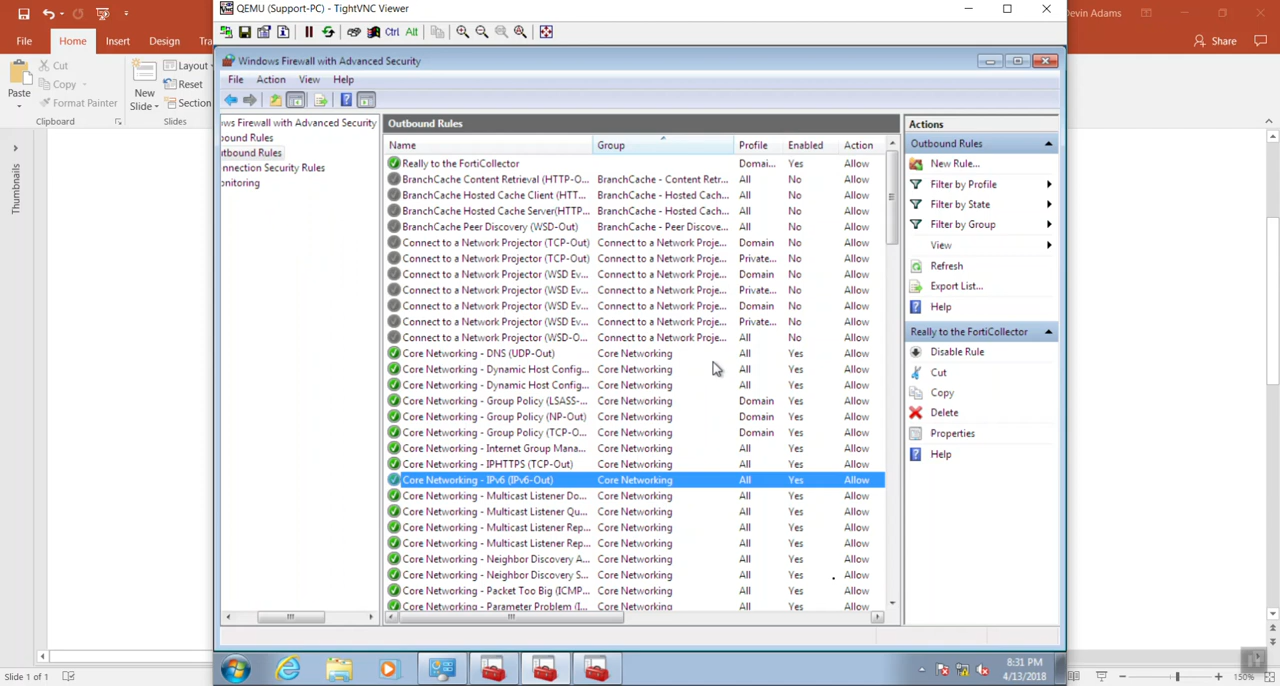 QEMU (Support-PC) - TightVNC Viewer
Devin Adams
File Home Insert Design Tra
Share
Cut
Copy
Format Painter
Paste
Clipboard
New
Slide
Layout
Reset
Section
Slides
Thumbnails
Ctrl Alt
Windows Firewall with Advanced Security
File Action View Help
ws Firewall with Advanced Security
ound Rules
utbound Rules
nnection Security Rules
nitoring
Outbound Rules
Name Group Profile Enabled Action
Really to the FortiCollector Domai... Yes Allow
BranchCache Content Retrieval (HTTP-O... BranchCache - Content Retr... All No Allow
BranchCache Hosted Cache Client (HTT... BranchCache - Hosted Cach... All No Allow
BranchCache Hosted Cache Server(HTTP... BranchCache - Hosted Cach... All No Allow
BranchCache Peer Discovery (WSD-Out) BranchCache - Peer Discove... All No Allow
Connect to a Network Projector (TCP-Out) Connect to a Network Proje... Domain No Allow
Connect to a Network Projector (TCP-Out) Connect to a Network Proje... Private... No Allow
Connect to a Network Projector (WSD Ev... Connect to a Network Proje... Domain No Allow
Connect to a Network Projector (WSD Ev... Connect to a Network Proje... Private... No Allow
Connect to a Network Projector (WSD Ev... Connect to a Network Proje... Domain No Allow
Connect to a Network Projector (WSD Ev... Connect to a Network Proje... Private... No Allow
Connect to a Network Projector (WSD-O... Connect to a Network Proje... All No Allow
Core Networking - DNS (UDP-Out) Core Networking All Yes Allow
Core Networking - Dynamic Host Config... Core Networking All Yes Allow
Core Networking - Dynamic Host Config... Core Networking All Yes Allow
Core Networking - Group Policy (LSASS-... Core Networking Domain Yes Allow
Core Networking - Group Policy (NP-Out) Core Networking Domain Yes Allow
Core Networking - Group Policy (TCP-O... Core Networking Domain Yes Allow
Core Networking - Internet Group Mana... Core Networking All Yes Allow
Core Networking - IPHTTPS (TCP-Out) Core Networking All Yes Allow
Core Networking - IPv6 (IPv6-Out) Core Networking All Yes Allow
Core Networking - Multicast Listener Do... Core Networking All Yes Allow
Core Networking - Multicast Listener Qu... Core Networking All Yes Allow
Core Networking - Multicast Listener Rep... Core Networking All Yes Allow
Core Networking - Multicast Listener Rep... Core Networking All Yes Allow
Core Networking - Neighbor Discovery A... Core Networking All Yes Allow
Core Networking - Neighbor Discovery S... Core Networking All Yes Allow
Core Networking - Packet Too Big (ICMP... Core Networking All Yes Allow
Core Networking - Parameter Problem (I... Core Networking All Yes Allow
Actions
Outbound Rules
New Rule...
Filter by Profile
Filter by State
Filter by Group
View
Refresh
Export List...
Help
Really to the FortiCollector
Disable Rule
Cut
Copy
Delete
Properties
Help
8:31 PM
4/13/2018
Slide 1 of 1
150%